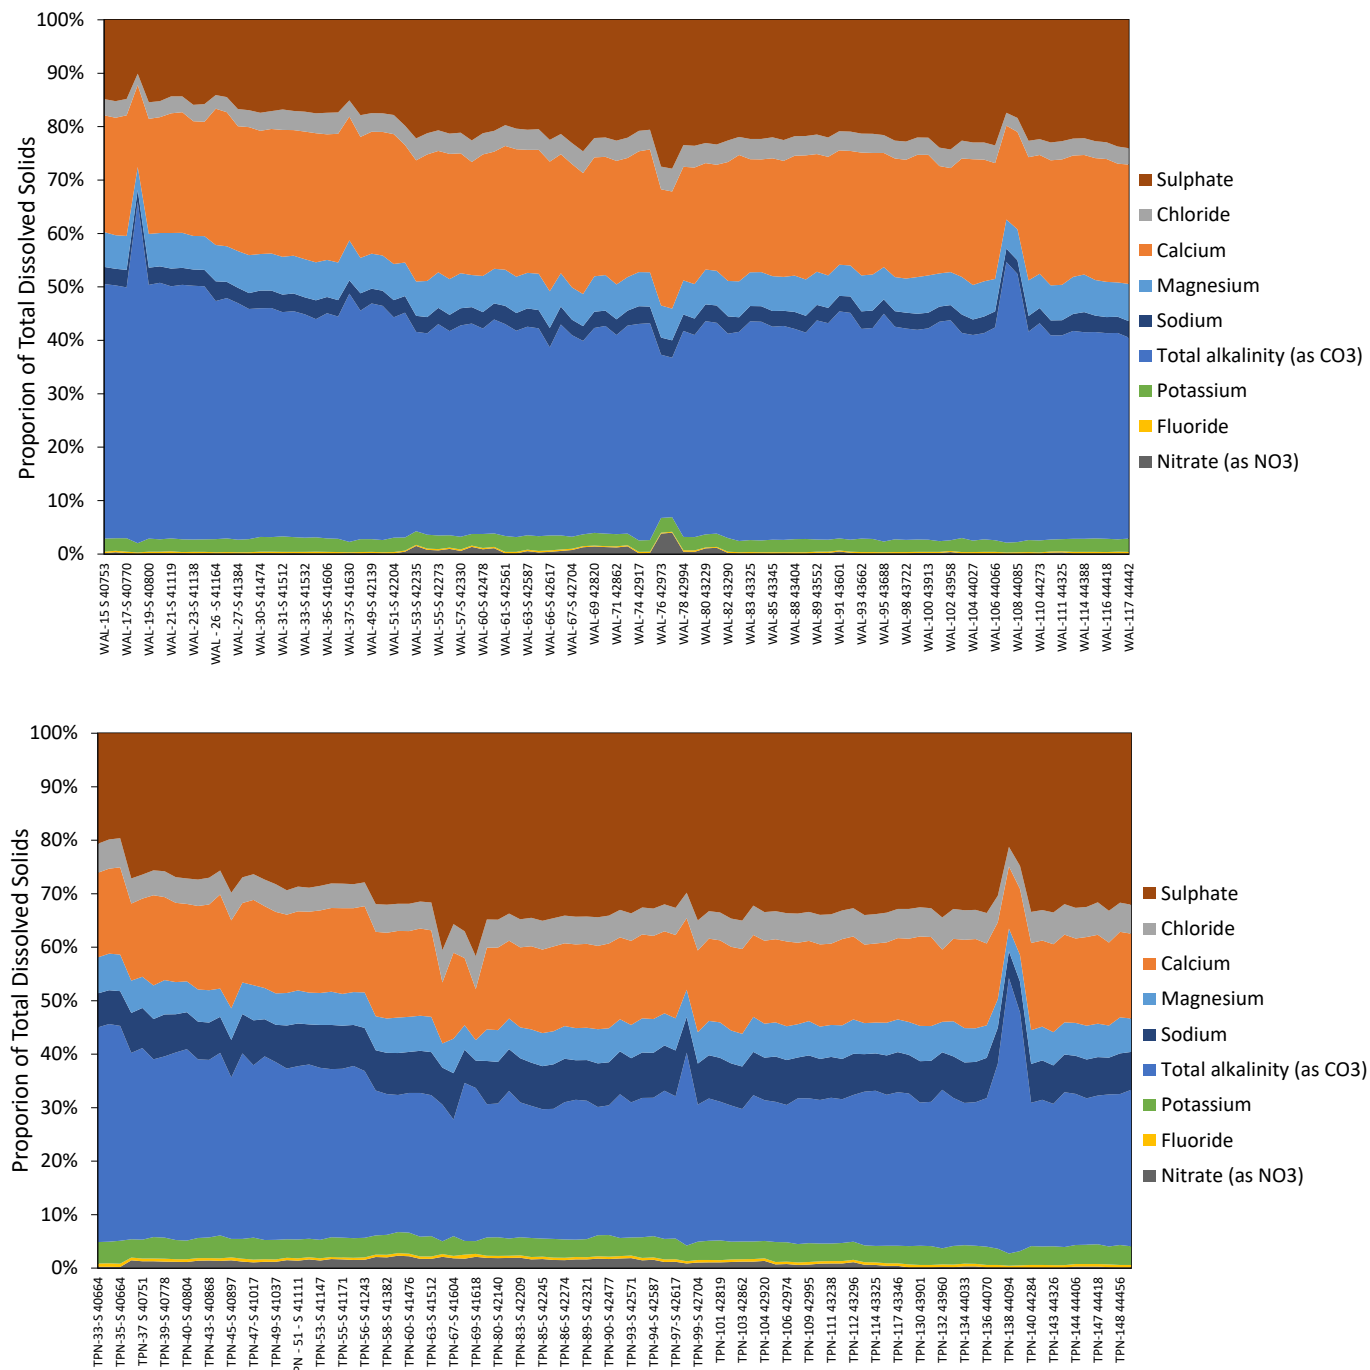 Proporion of Total Dissolved Solids
100%
90%
80%
70%
60%
50%
40%
30%
20%
10%
0%
Sulphate
Chloride
Calcium
Magnesium
Sodium
Total alkalinity (as CO3)
Potassium
Fluoride
Nitrate (as NO3)
WAL-15 S 40753
WAL-17-S 40770
WAL-19-S 40800
WAL-21-S 41119
WAL-23-S 41138
WAL - 26 - S 41164
WAL-27-S 41384
WAL-30-S 41474
WAL-31-S 41512
WAL-33-S 41532
WAL-36-S 41606
WAL-37-S 41630
WAL-49-S 42139
WAL-51-S 42204
WAL-53-S 42235
WAL-55-S 42273
WAL-57-S 42330
WAL-60-S 42478
WAL-61-S 42561
WAL-63-S 42587
WAL-66-S 42617
WAL-67-S 42704
WAL-69 42820
WAL-71 42862
WAL-74 42917
WAL-76 42973
WAL-78 42994
WAL-80 43229
WAL-82 43290
WAL-83 43325
WAL-85 43345
WAL-88 43404
WAL-89 43552
WAL-91 43601
WAL-93 43662
WAL-95 43688
WAL-98 43722
WAL-100 43913
WAL-102 43958
WAL-104 44027
WAL-106 44066
WAL-108 44085
WAL-110 44273
WAL-111 44325
WAL-114 44388
WAL-116 44418
WAL-117 44442
Proporion of Total Dissolved Solids
100%
90%
80%
70%
60%
50%
40%
30%
20%
10%
0%
Sulphate
Chloride
Calcium
Magnesium
Sodium
Total alkalinity (as CO3)
Potassium
Fluoride
Nitrate (as NO3)
TPN-33-S 40664
TPN-35-S 40664
TPN-37 S 40751
TPN-39-S 40778
TPN-40-S 40804
TPN-43-S 40868
TPN-45-S 40897
TPN-47-S 41017
TPN-49-S 41037
PN - 51 - S 41111
TPN-53-S 41147
TPN-55-S 41171
TPN-56-S 41243
TPN-58-S 41382
TPN-60-S 41476
TPN-63-S 41512
TPN-67-S 41604
TPN-69-S 41618
TPN-80-S 42140
TPN-83-S 42209
TPN-85-S 42245
TPN-86-S 42274
TPN-89-S 42321
TPN-90-S 42477
TPN-93-S 42571
TPN-94-S 42587
TPN-97-S 42617
TPN-99-S 42704
TPN-101 42819
TPN-103 42862
TPN-104 42920
TPN-106 42974
TPN-109 42995
TPN-111 43238
TPN-112 43296
TPN-114 43325
TPN-117 43346
TPN-131 43901
TPN-132 43960
TPN-134 44033
TPN-136 44070
TPN-138 44094
TPN-140 44284
TPN-143 44326
TPN-144 44406
TPN-147 44418
TPN-148 44456